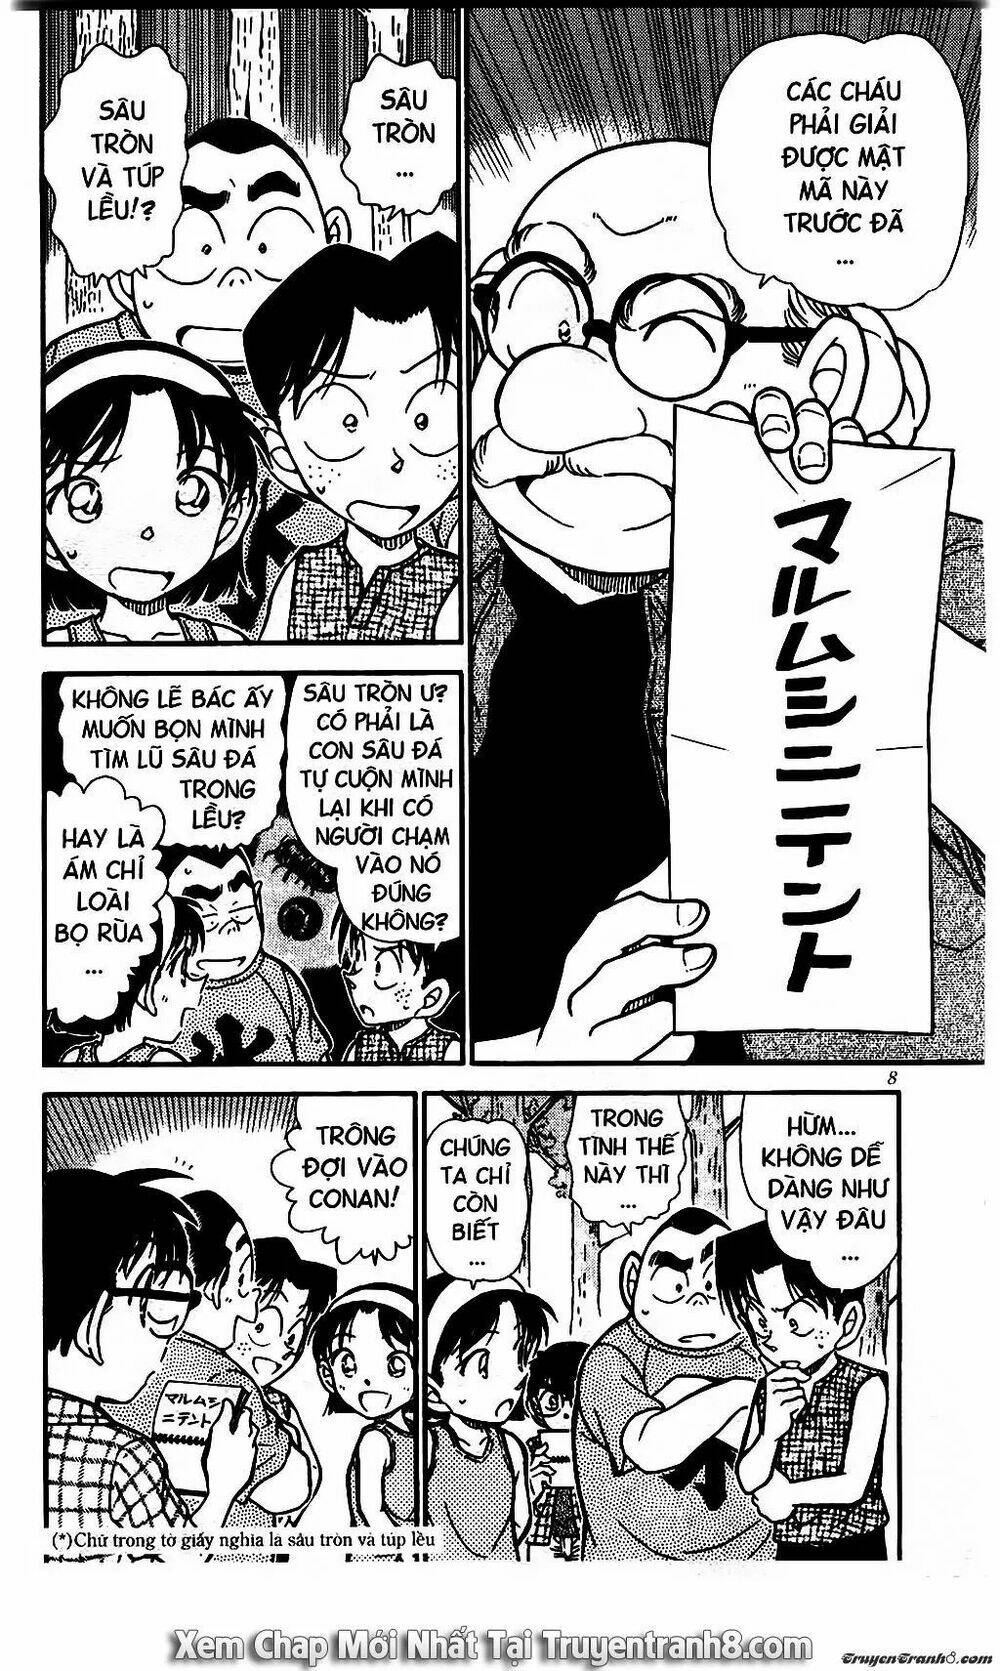 CÁC CHÁU
PHẢI GIẢI
ĐƯỢC MẬT
MÃ NÀY
TRƯỚC ĐÃ
...
マルムシニテント
SÂU
TRÒN
...
SÂU
TRÒN
VÀ TÚP
LỀU!?
SÂU TRÒN Ư?
CÓ PHẢI LÀ
CON SÂU ĐÁ
TỰ CUỘN MÌNH
LẠI KHI CÓ
NGƯỜI CHẠM
VÀO NÓ
ĐÚNG
KHÔNG?
KHÔNG LẼ BÁC ẤY
MUỐN BỌN MÌNH
TÌM LŨ SÂU ĐÁ
TRONG
LỀU?
HAY LÀ
ÁM CHỈ
LOÀI
BỌ RÙA
...
8
HỪM...
KHÔNG DỄ
DÀNG NHƯ
VẬY ĐÂU
...
TRONG
TÌNH THẾ
NÀY THÌ
...
CHÚNG
TA CHỈ
CÒN
BIẾT
...
TRÔNG
ĐỢI VÀO
CONAN!
マルムシ
ニテント
(*)Chữ trong tờ giấy nghĩa là sâu tròn và túp lều
Xem Chap Mới Nhất Tại Truyentranh8.com
TruyenTranh8.com